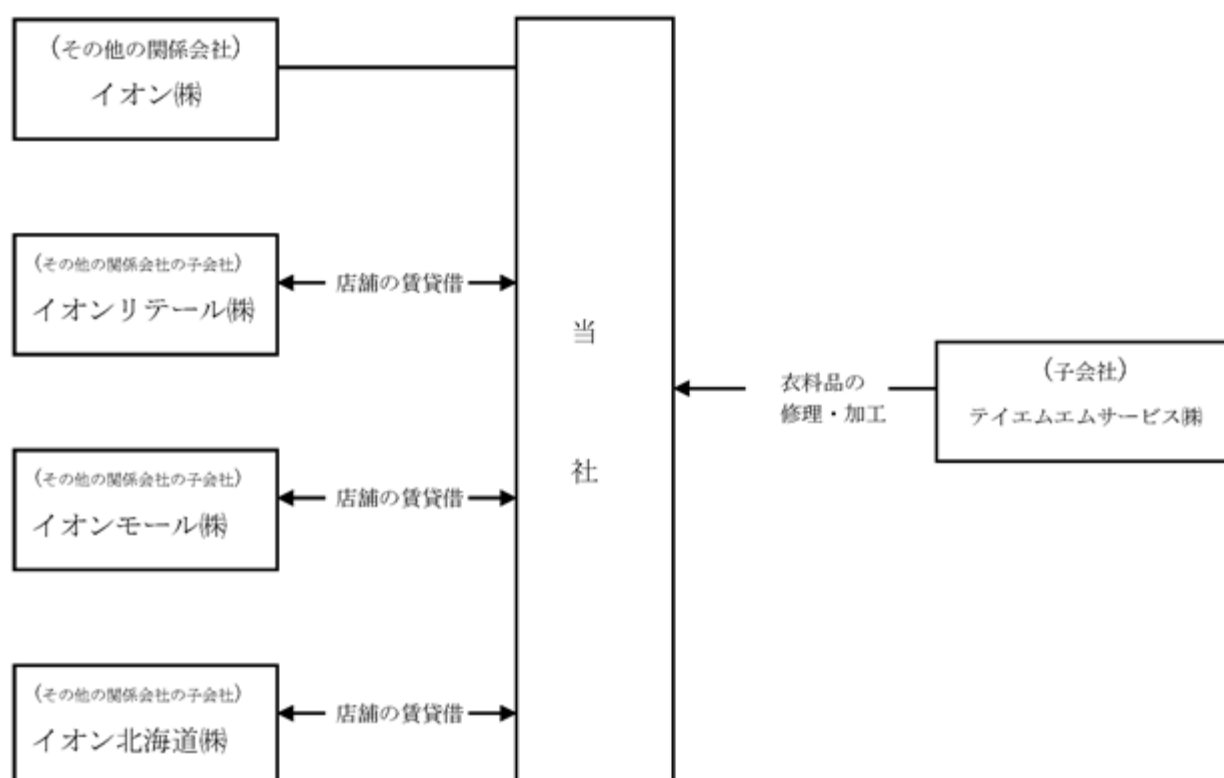 (その他の関係会社)
イオン㈱
(その他の関係会社の子会社)
イオンリテール㈱
店舗の賃貸借
(その他の関係会社の子会社)
イオンモール㈱
店舗の賃貸借
(その他の関係会社の子会社)
イオン北海道㈱
店舗の賃貸借
当
社
衣料品の
修理・加工
(子会社)
テイエムエムサービス㈱